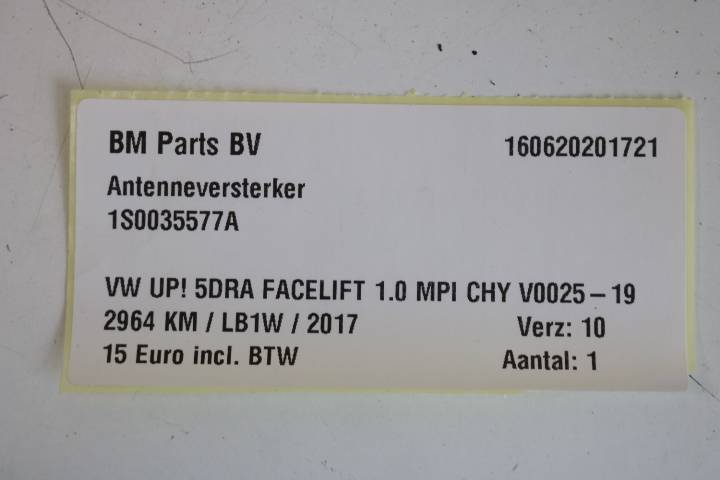 BM Parts BV 160620201721
Antenneversterker
1S0035577A
VW UP! 5DRA FACELIFT 1.0 MPI CHY V0025-19
2964 KM / LB1W / 2017 Verz: 10
15 Euro incl. BTW Aantal: 1